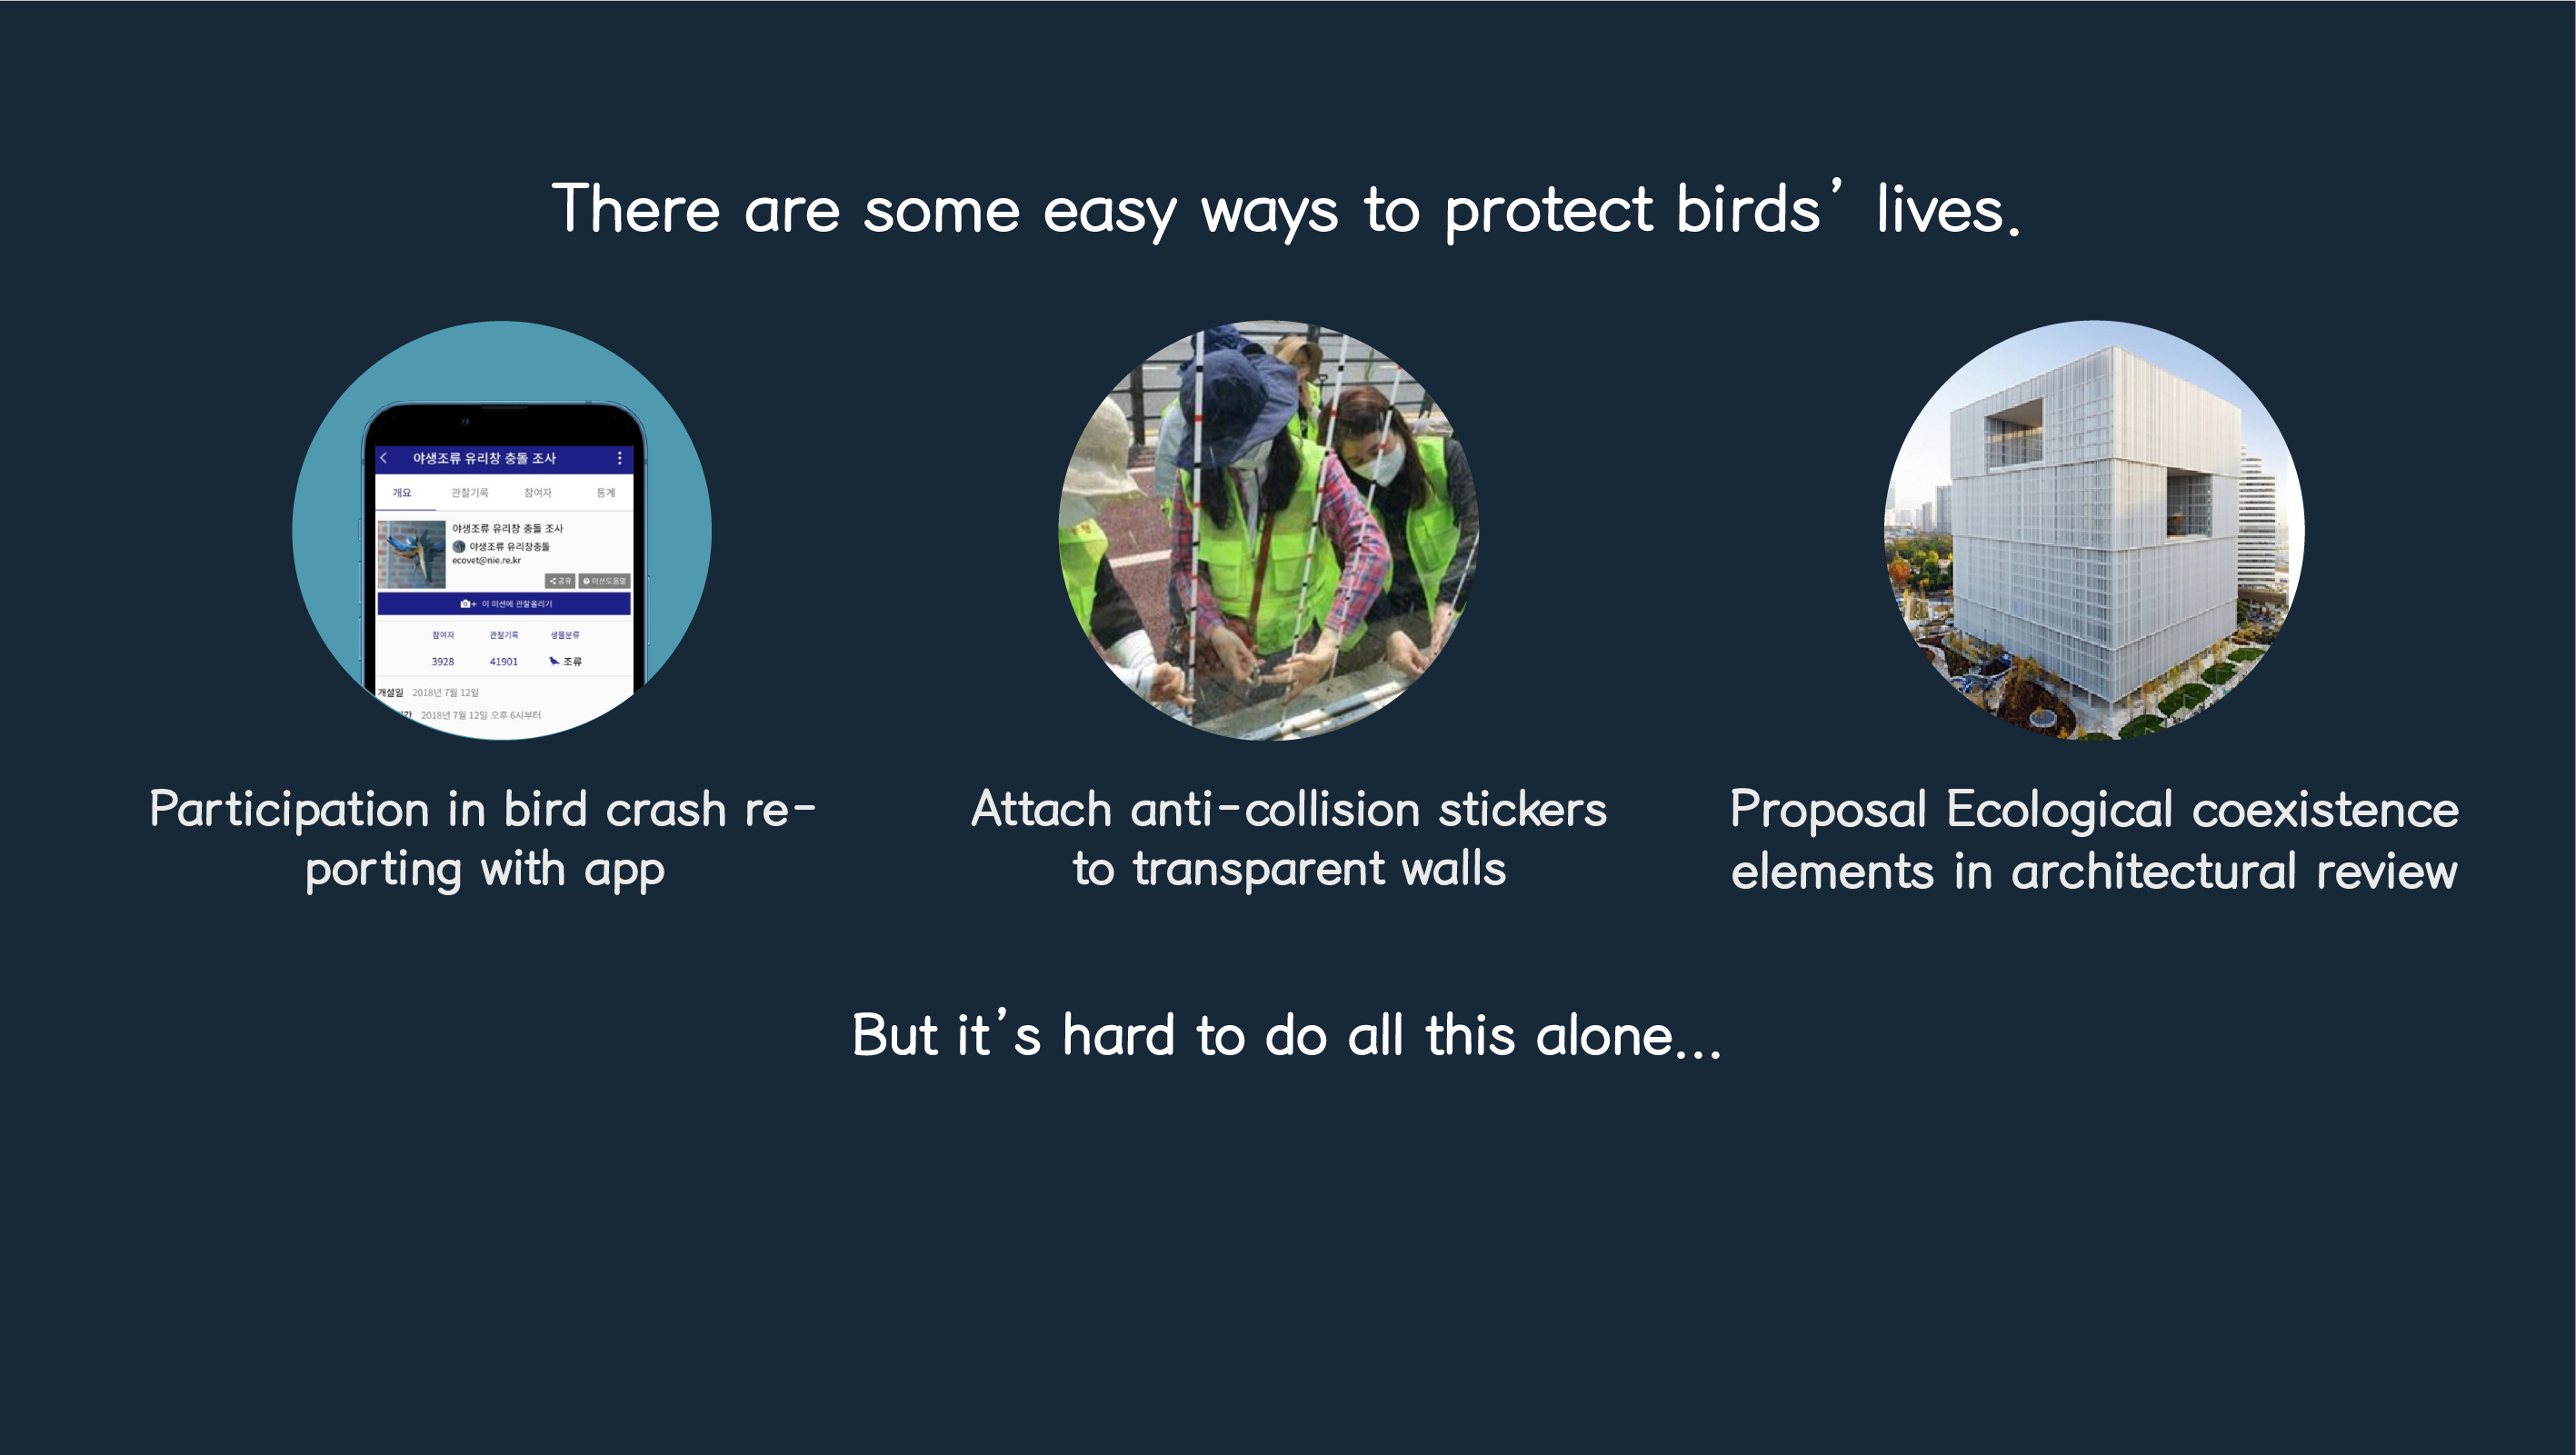 There are some easy ways to protect birds’ lives.
야생조류 유리창 충돌 조사
개요 관찰기록 참여자 통계
야생조류 유리창 충돌 조사
야생조류 유리창충돌
ecovet@nie.re.kr
공유 미션도움말
이 미션에 관찰올리기
참여자 관찰기록 생물분류
3928 41901 조류
개설일 2018년 7월 12일
2018년 7월 12일 오후 6시부터
Participation in bird crash re-
porting with app
Attach anti-collision stickers
to transparent walls
Proposal Ecological coexistence
elements in architectural review
But it’s hard to do all this alone...